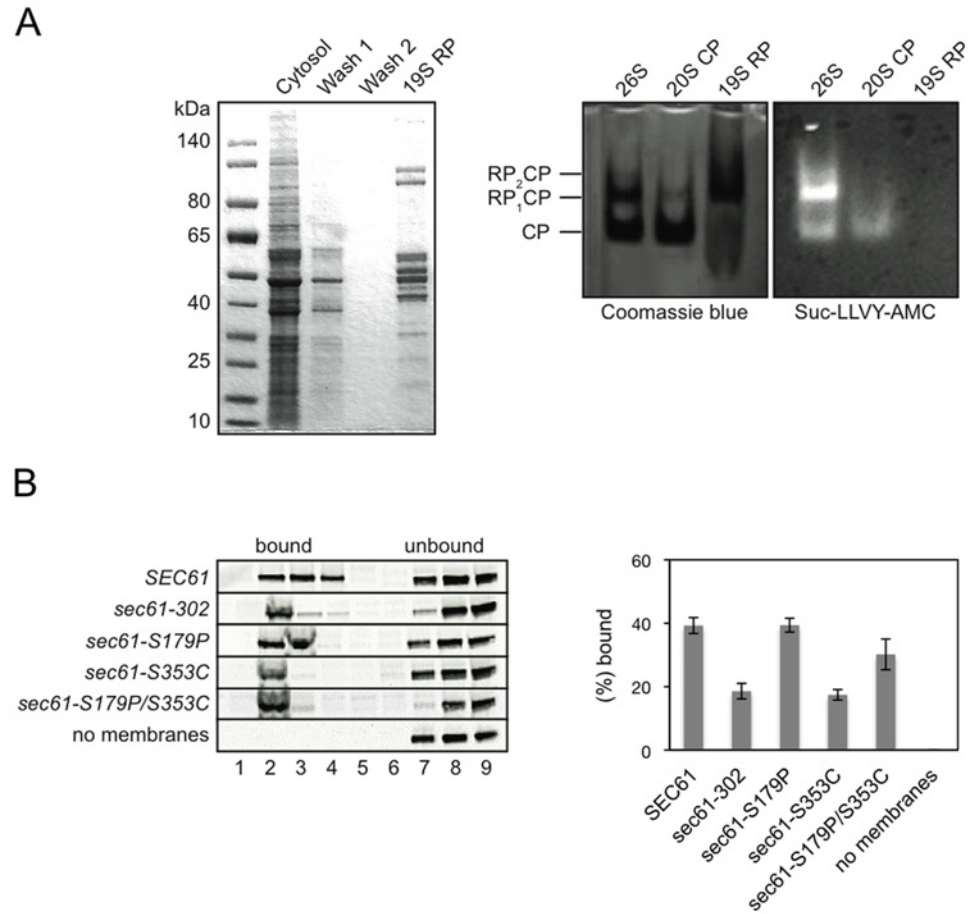 A
Cytosol
Wash 1
Wash 2
19S RP
kDa
140
80
65
40
25
10
26S
20S CP
19S RP
26S
20S CP
19S RP
RP2CP
RP1CP
CP
Coomassie blue
Suc-LLVY-AMC
B
bound
unbound
SEC61
sec61-302
sec61-S179P
sec61-S353C
sec61-S179P/S353C
no membranes
1 2 3 4 5 6 7 8 9
60
40
20
0
(%) bound
SEC61
sec61-302
sec61-S179P
sec61-S353C
sec61-S179P/S353C
no membranes